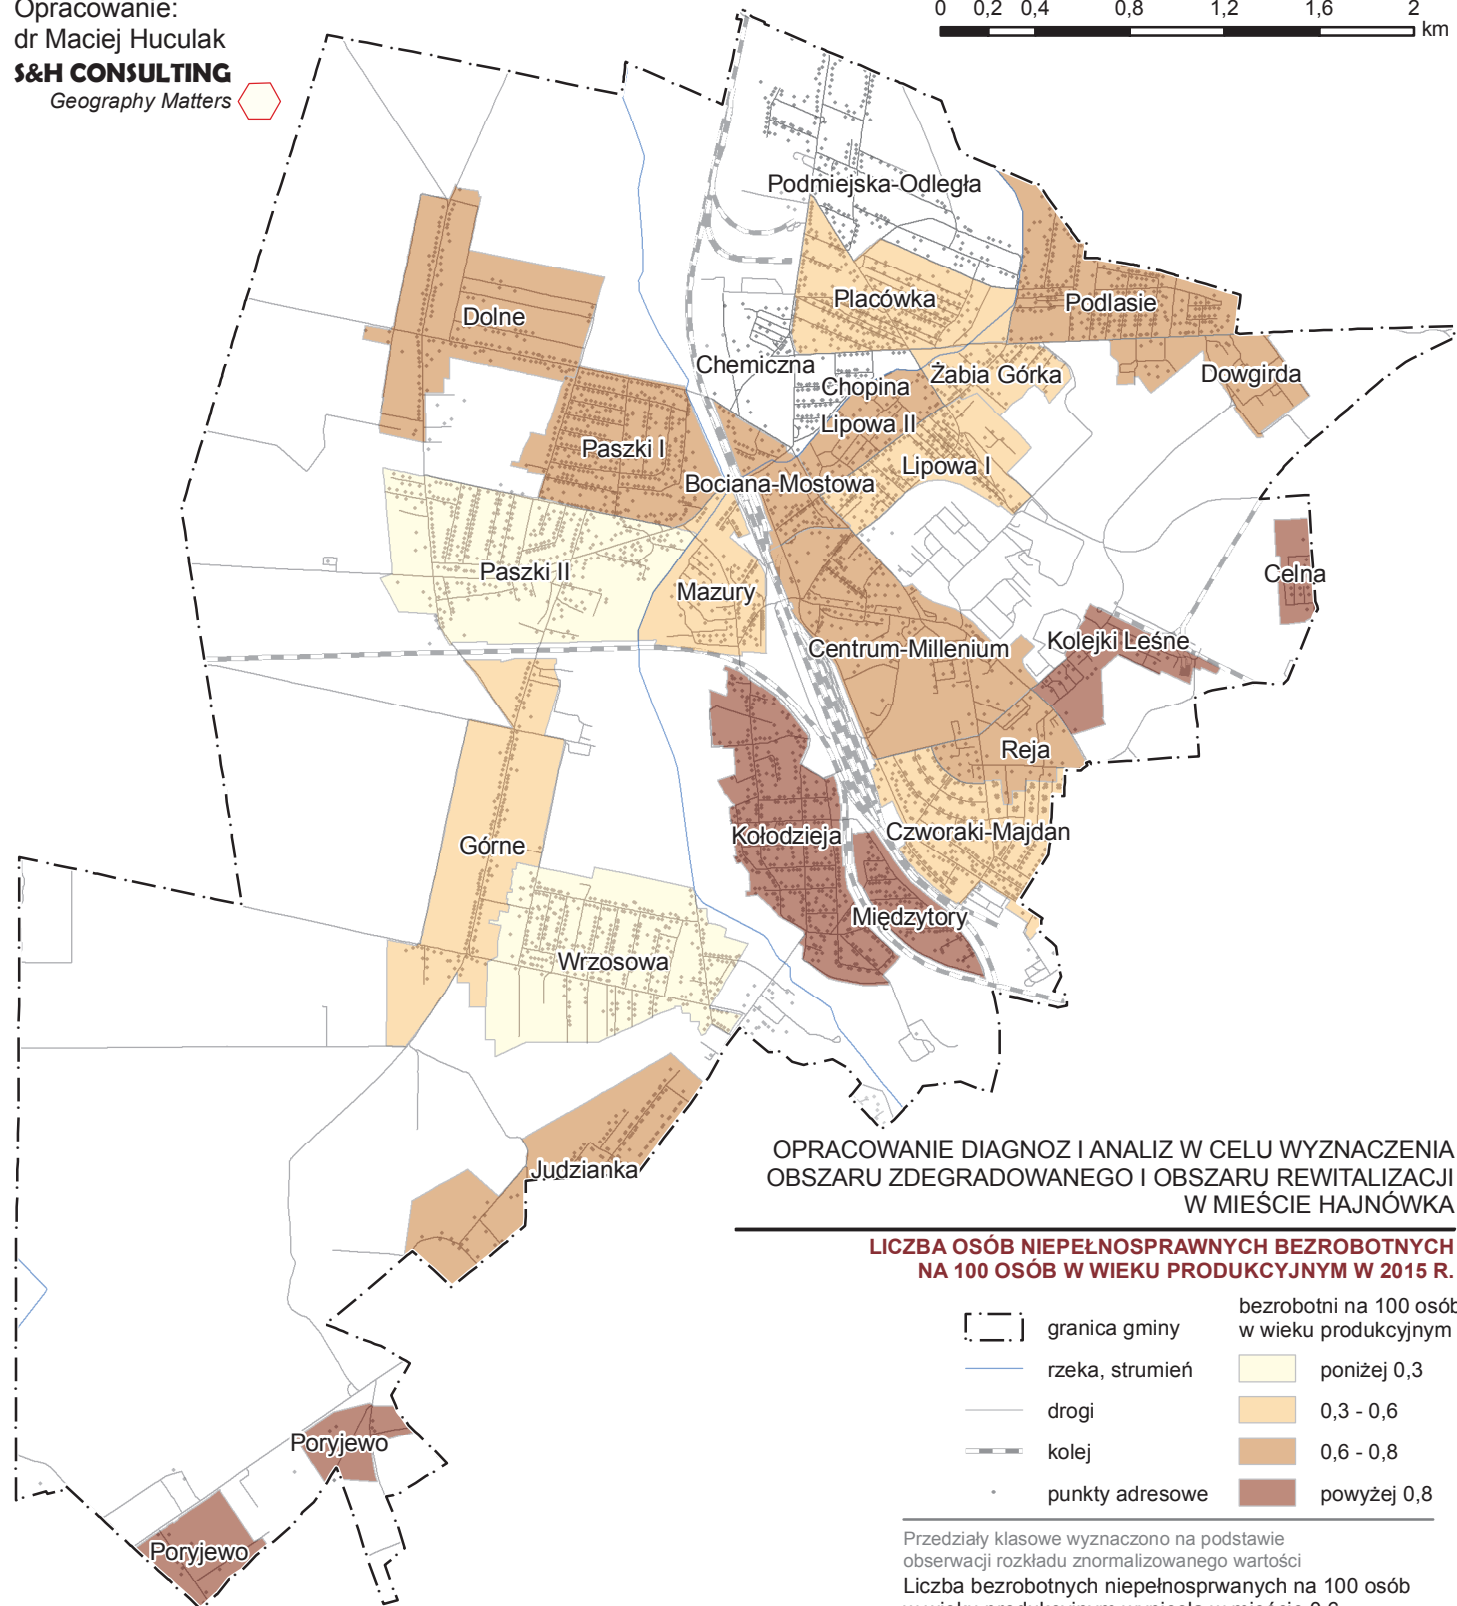 Opracowanie:
dr Maciej Huculak
S&H CONSULTING
Geography Matters
0 0,2 0,4 0,8 1,2 1,6 2
km
Podmiejska-Odległa
Placówka
Podlasie
Dolne
Chemiczna
Chopina
Żabia Górka
Dowgirda
Lipowa II
Paszki I
Lipowa I
Bociana-Mostowa
Paszki II
Mazury
Celna
Centrum-Millenium
Kolejki Leśne
Reja
Górne
Kołodzieja
Czworaki-Majdan
Międzytory
Wrzosowa
Judzianka
Poryjewo
Poryjewo
OPRACOWANIE DIAGNOZ I ANALIZ W CELU WYZNACZENIA
OBSZARU ZDEGRADOWANEGO I OBSZARU REWITALIZACJI
W MIEŚCIE HAJNÓWKA
LICZBA OSÓB NIEPEŁNOSPRAWNYCH BEZROBOTNYCH
NA 100 OSÓB W WIEKU PRODUKCYJNYM W 2015 R.
granica gminy
rzeka, strumień
drogi
kolej
punkty adresowe
bezrobotni na 100 osób
w wieku produkcyjnym
poniżej 0,3
0,3 - 0,6
0,6 - 0,8
powyżej 0,8
Przedziały klasowe wyznaczono na podstawie
obserwacji rozkładu znormalizowanego wartości
Liczba bezrobotnych niepełnosprwanych na 100 osób